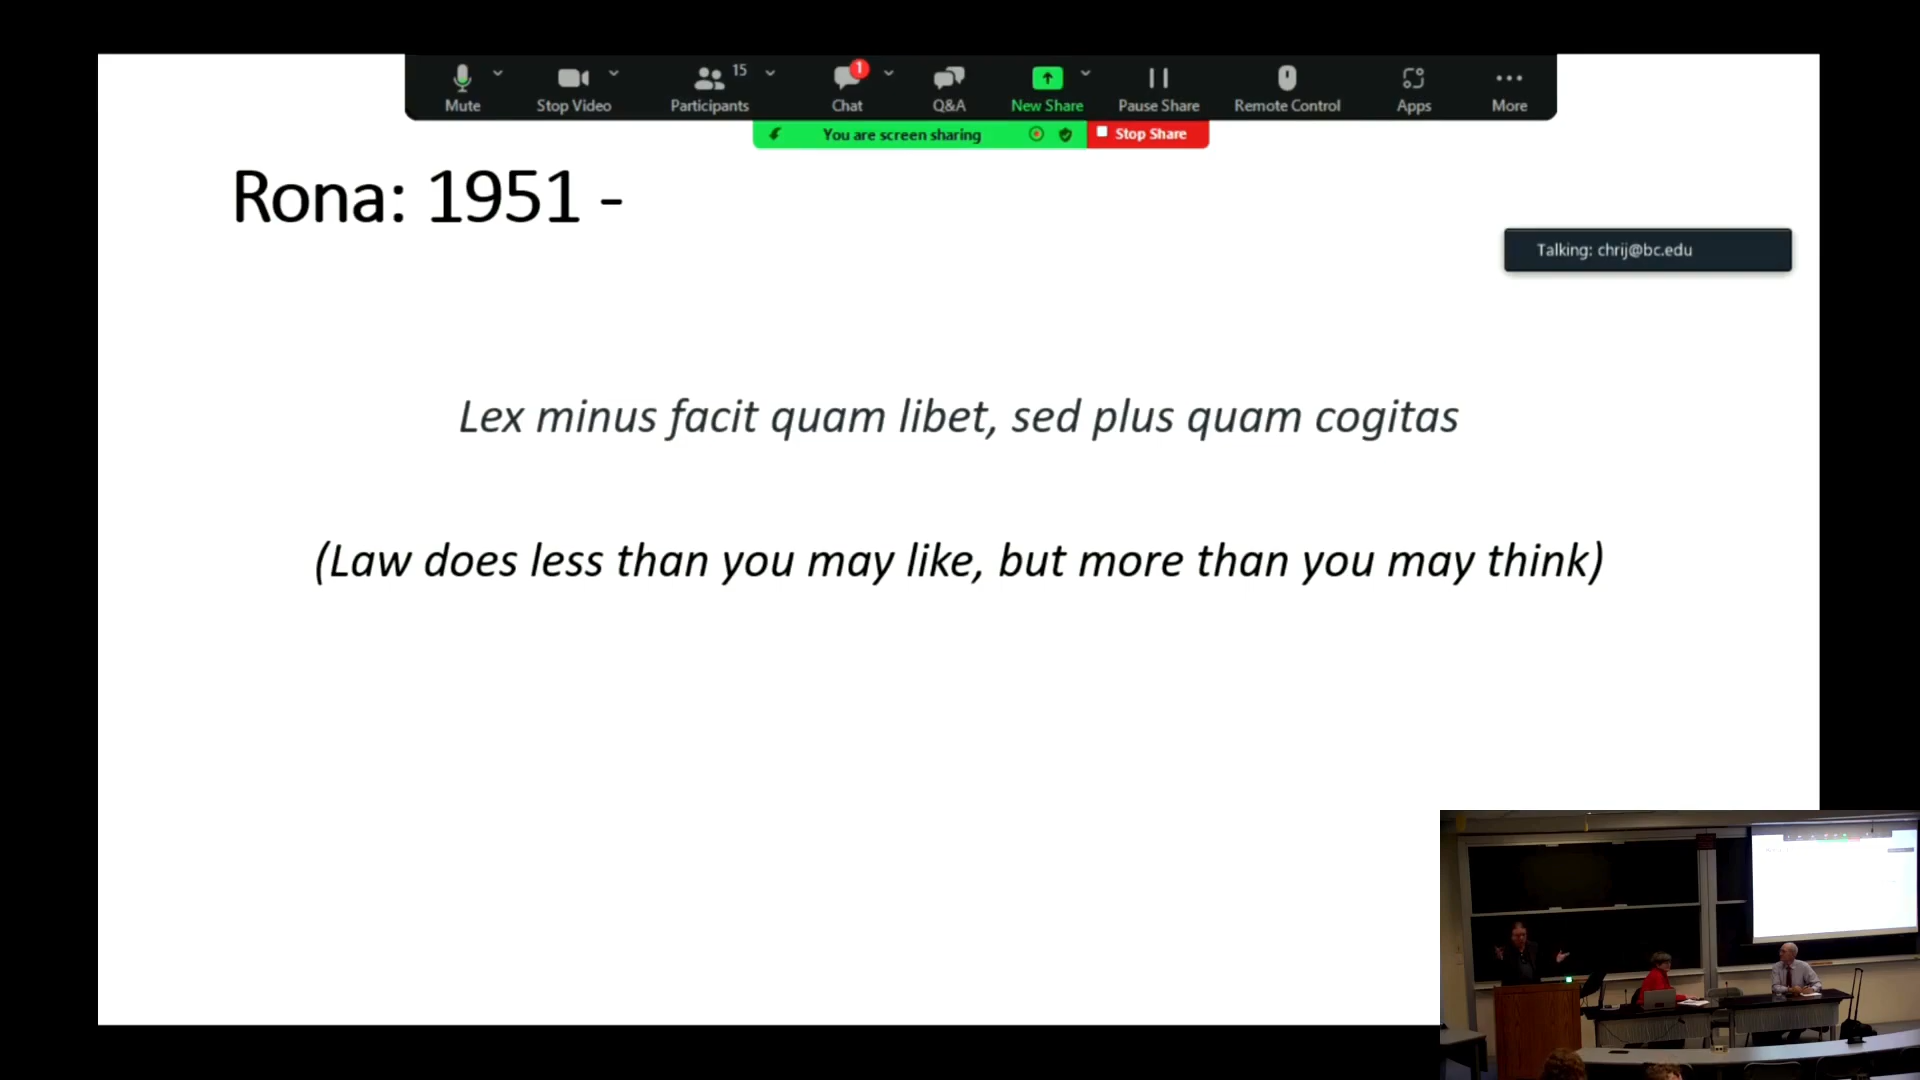 Mute
Stop Video
15
Participants
1
Chat
Q&A
New Share
Pause Share
Remote Control
Apps
More
You are screen sharing
Stop Share
Rona: 1951 -
Talking: chrij@bc.edu
Lex minus facit quam libet, sed plus quam cogitas
(Law does less than you may like, but more than you may think)